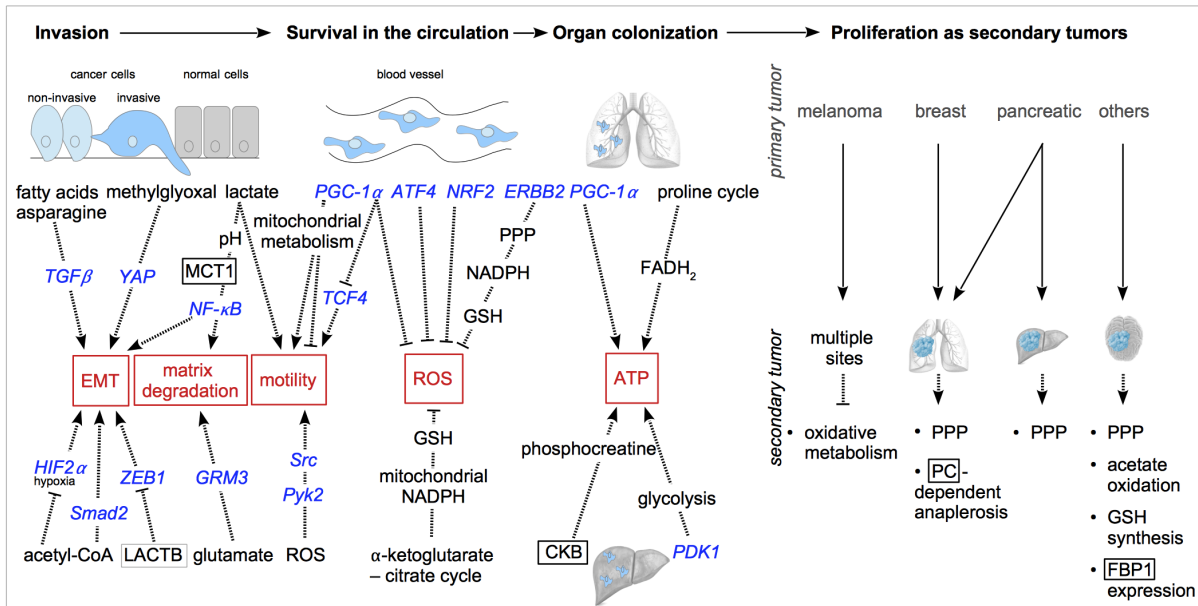 Invasion
Survival in the circulation
Organ colonization
Proliferation as secondary tumors
cancer cells
normal cells
non-invasive
invasive
blood vessel
primary tumor
melanoma
breast
pancreatic
others
fatty acids
asparagine
methylglyoxal
lactate
PGC-1α
ATF4
NRF2
ERBB2
PGC-1α
proline cycle
pH
mitochondrial
metabolism
PPP
MCT1
NADPH
FADH2
TGFβ
YAP
TCF4
NF-κB
GSH
EMT
matrix
degradation
motility
ROS
ATP
multiple
sites
secondary tumor
HIF2α
hypoxia
ZEB1
GRM3
Src
Pyk2
Smad2
GSH
mitochondrial
NADPH
phosphocreatine
glycolysis
acetyl-CoA
LACTB
glutamate
ROS
α-ketoglutarate
– citrate cycle
CKB
PDK1
• oxidative
metabolism
• PPP
• PC-
dependent
anaplerosis
• PPP
• PPP
• acetate
oxidation
• GSH
synthesis
• FBP1
expression